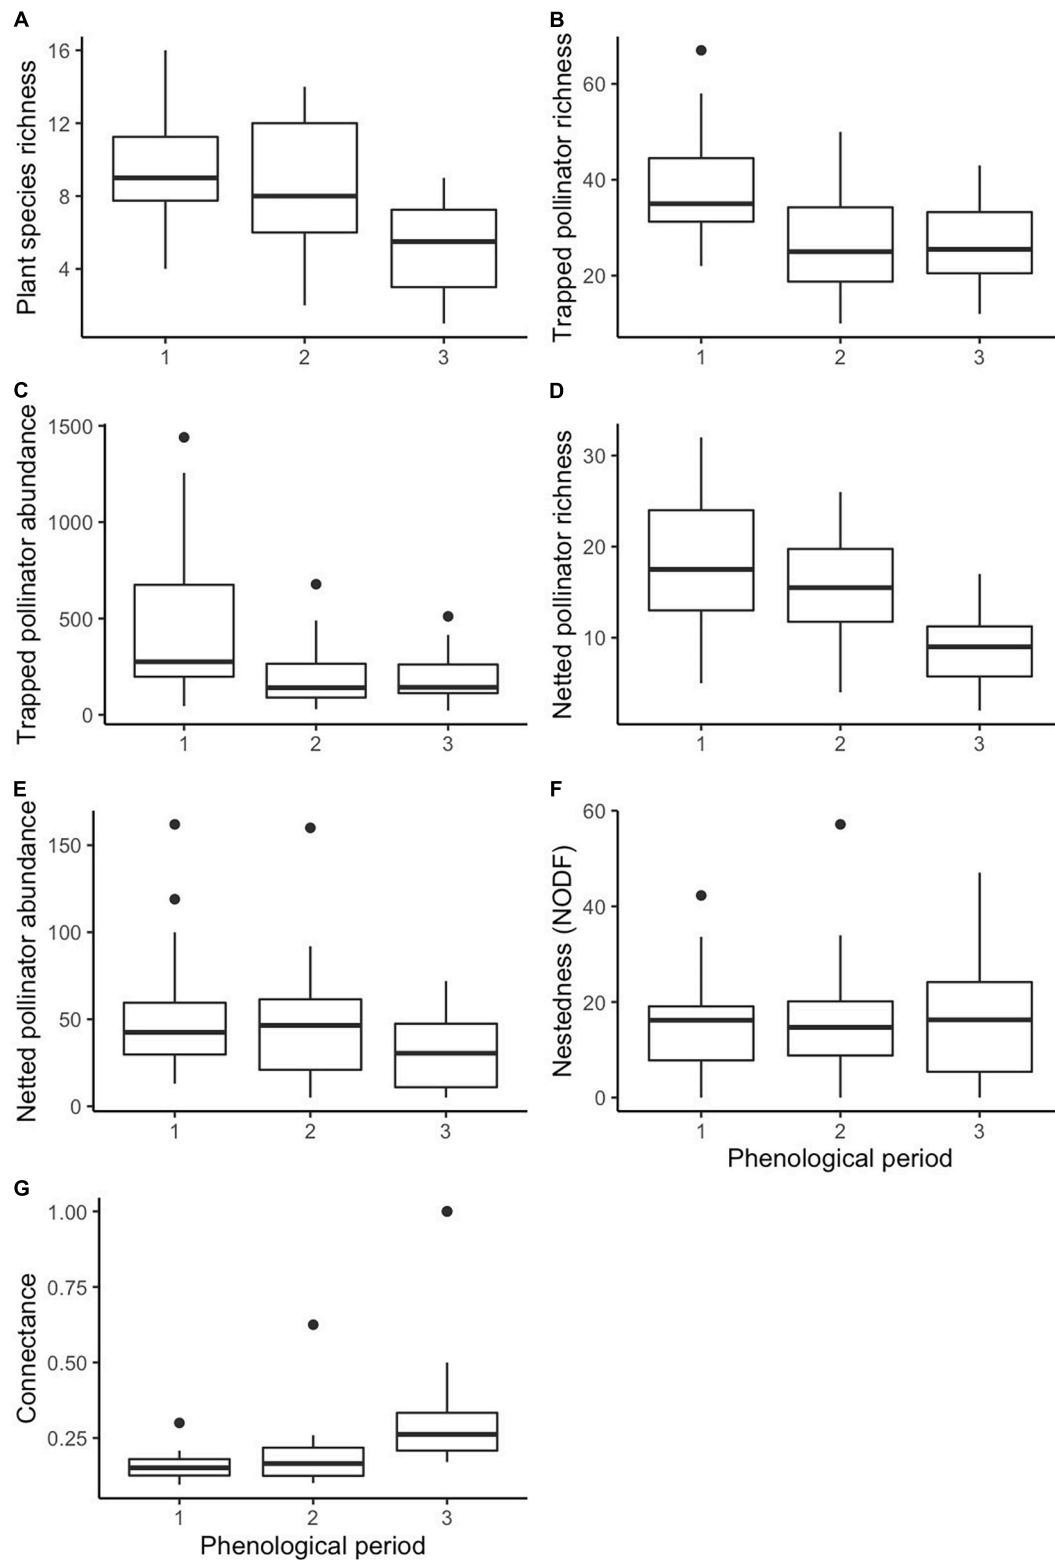 A
Plant species richness
16
12
8
4
1 2 3
B
Trapped pollinator richness
60
40
20
1 2 3
C
Trapped pollinator abundance
1500
1000
500
0
1 2 3
D
Netted pollinator richness
30
20
10
1 2 3
E
Netted pollinator abundance
150
100
50
0
1 2 3
F
Nestedness (NODF)
60
40
20
0
1 2 3
Phenological period
G
Connectance
1.00
0.75
0.50
0.25
1 2 3
Phenological period